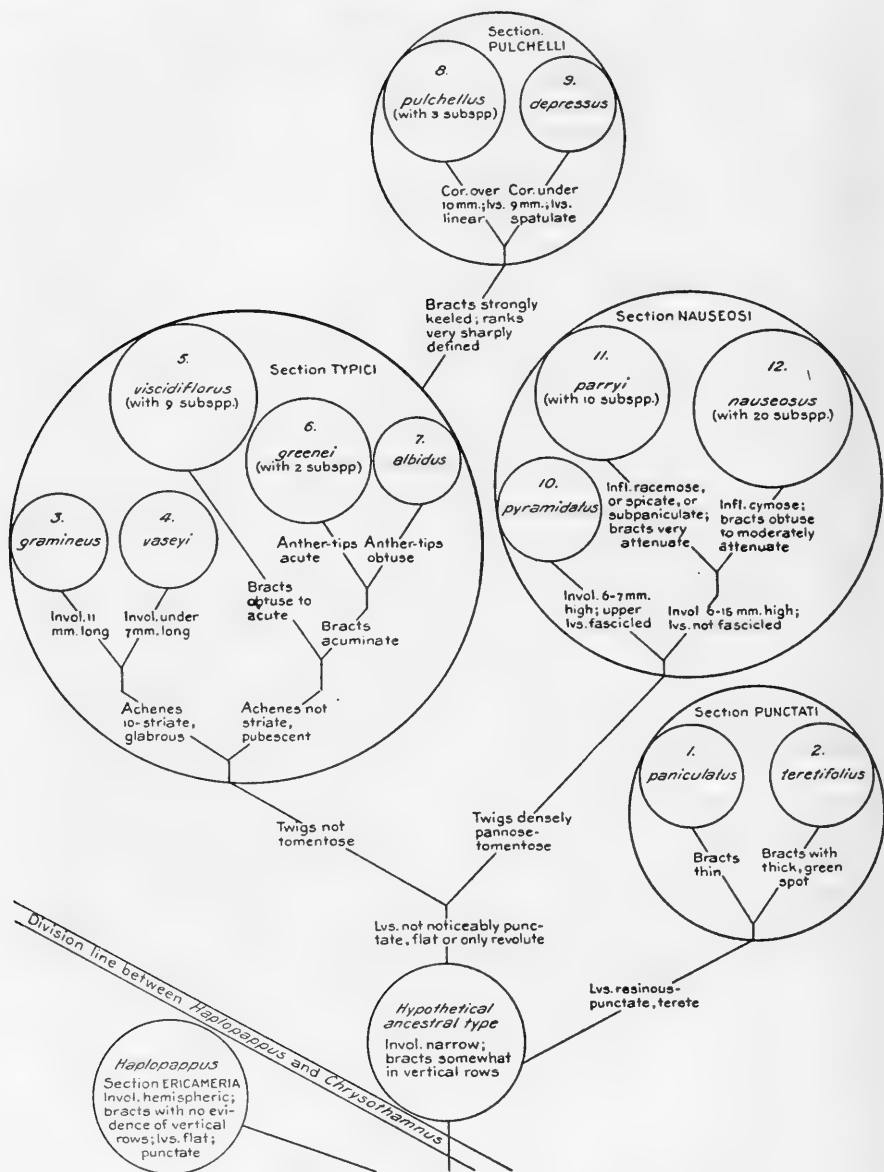 Section.
PULCHELLI
8.
pulchellus
(with 3 subspp)
9.
depressus
Cor. over
10 mm.; lvs.
linear
Cor. under
9 mm.; lvs.
spatulate
Bracts strongly
keeled; ranks
very sharply
defined
Section TYPICI
5.
viscidiflorus
(with 9 subspp.)
6.
greenei
(with 2 subspp)
7.
albidus
3.
gramineus
4.
vaseyi
Anther-tips
acute
Anther-tips
obtuse
Bracts
obtuse to
acute
Bracts
acuminate
Invol. 11
mm. long
Invol. under
7 mm. long
Achenes
10-striate,
glabrous
Achenes not
striate,
pubescent
Section NAUSEOSI
11.
parryi
(with 10 subspp.)
12.
nauseosus
(with 20 subspp.)
10.
pyramidatus
Infl. racemose,
or spicate, or
subpaniculate;
bracts very
attenuate
Infl. cymose;
bracts obtuse
to moderately
attenuate
Invol. 6-7 mm.
high; upper
lvs. fascicled
Invol 6-15 mm. high;
lvs. not fascicled
Section PUNCTATI
1.
paniculatus
2.
teretifolius
Bracts
thin
Bracts with
thick, green
spot
Twigs not
tomentose
Twigs densely
pannose-
tomentose
Lvs. not noticeably punc-
tate, flat or only revolute
Lvs. resinous-
punctate, terete
Hypothetical
ancestral type
Invol. narrow;
bracts somewhat
in vertical rows
Division line between Haplopappus and Chrysothamnus
Haplopappus
Section ERICAMERIA
Invol. hemispheric;
bracts with no evi-
dence of vertical
rows; lvs. flat;
punctate